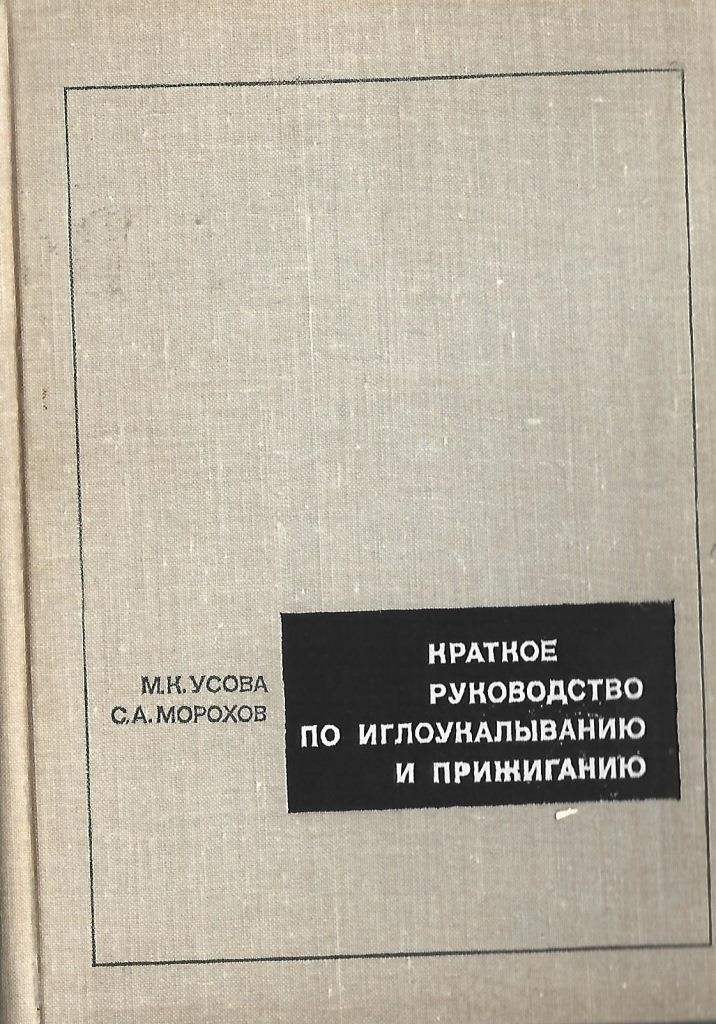 М.К. УСОВА
С.А. МОРОХОВ
КРАТКОЕ
РУКОВОДСТВО
ПО ИГЛОУКАЛЫВАНИЮ
И ПРИЖИГАНИЮ